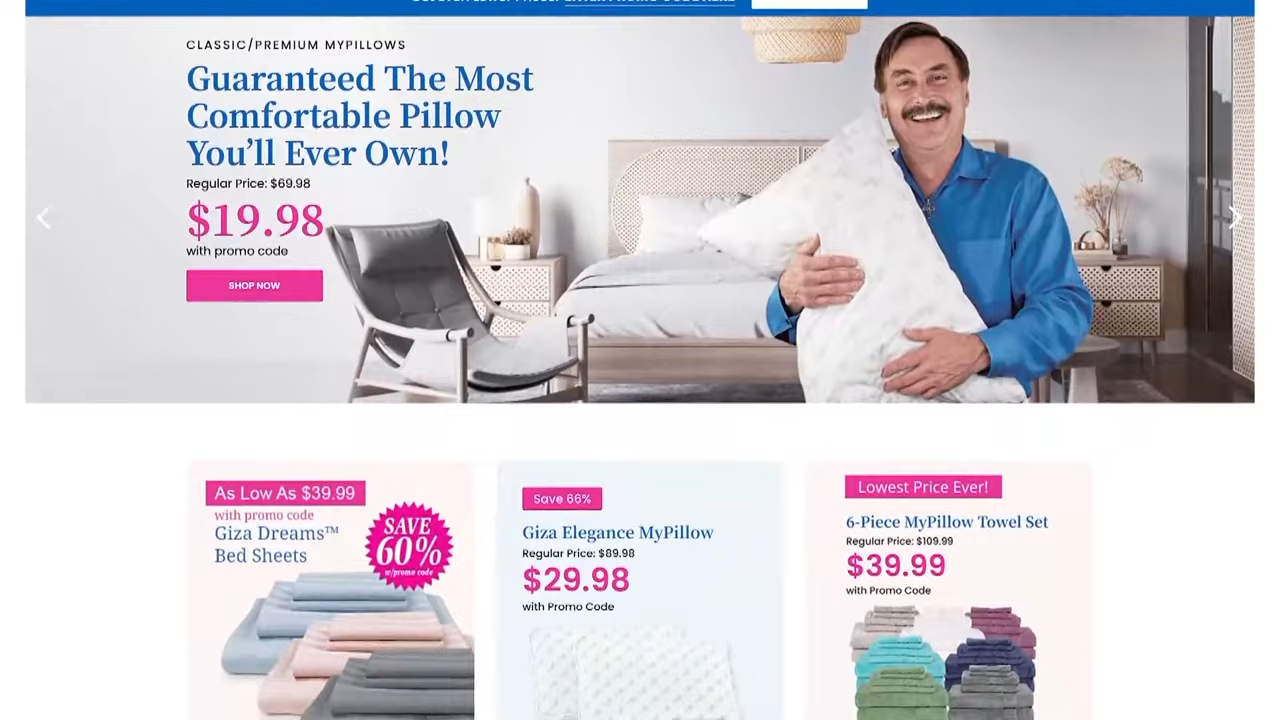 CLASSIC/PREMIUM MYPILLOWS
Guaranteed The Most
Comfortable Pillow
You'll Ever Own!
Regular Price: $69.98
$19.98
with promo code
SHOP NOW
As Low As $39.99
with promo code
Giza Dreams™
Bed Sheets
SAVE
60%
w/promo code
Save 66%
Giza Elegance MyPillow
Regular Price: $89.98
$29.98
with Promo Code
Lowest Price Ever!
6-Piece MyPillow Towel Set
Regular Price: $109.99
$39.99
with Promo Code